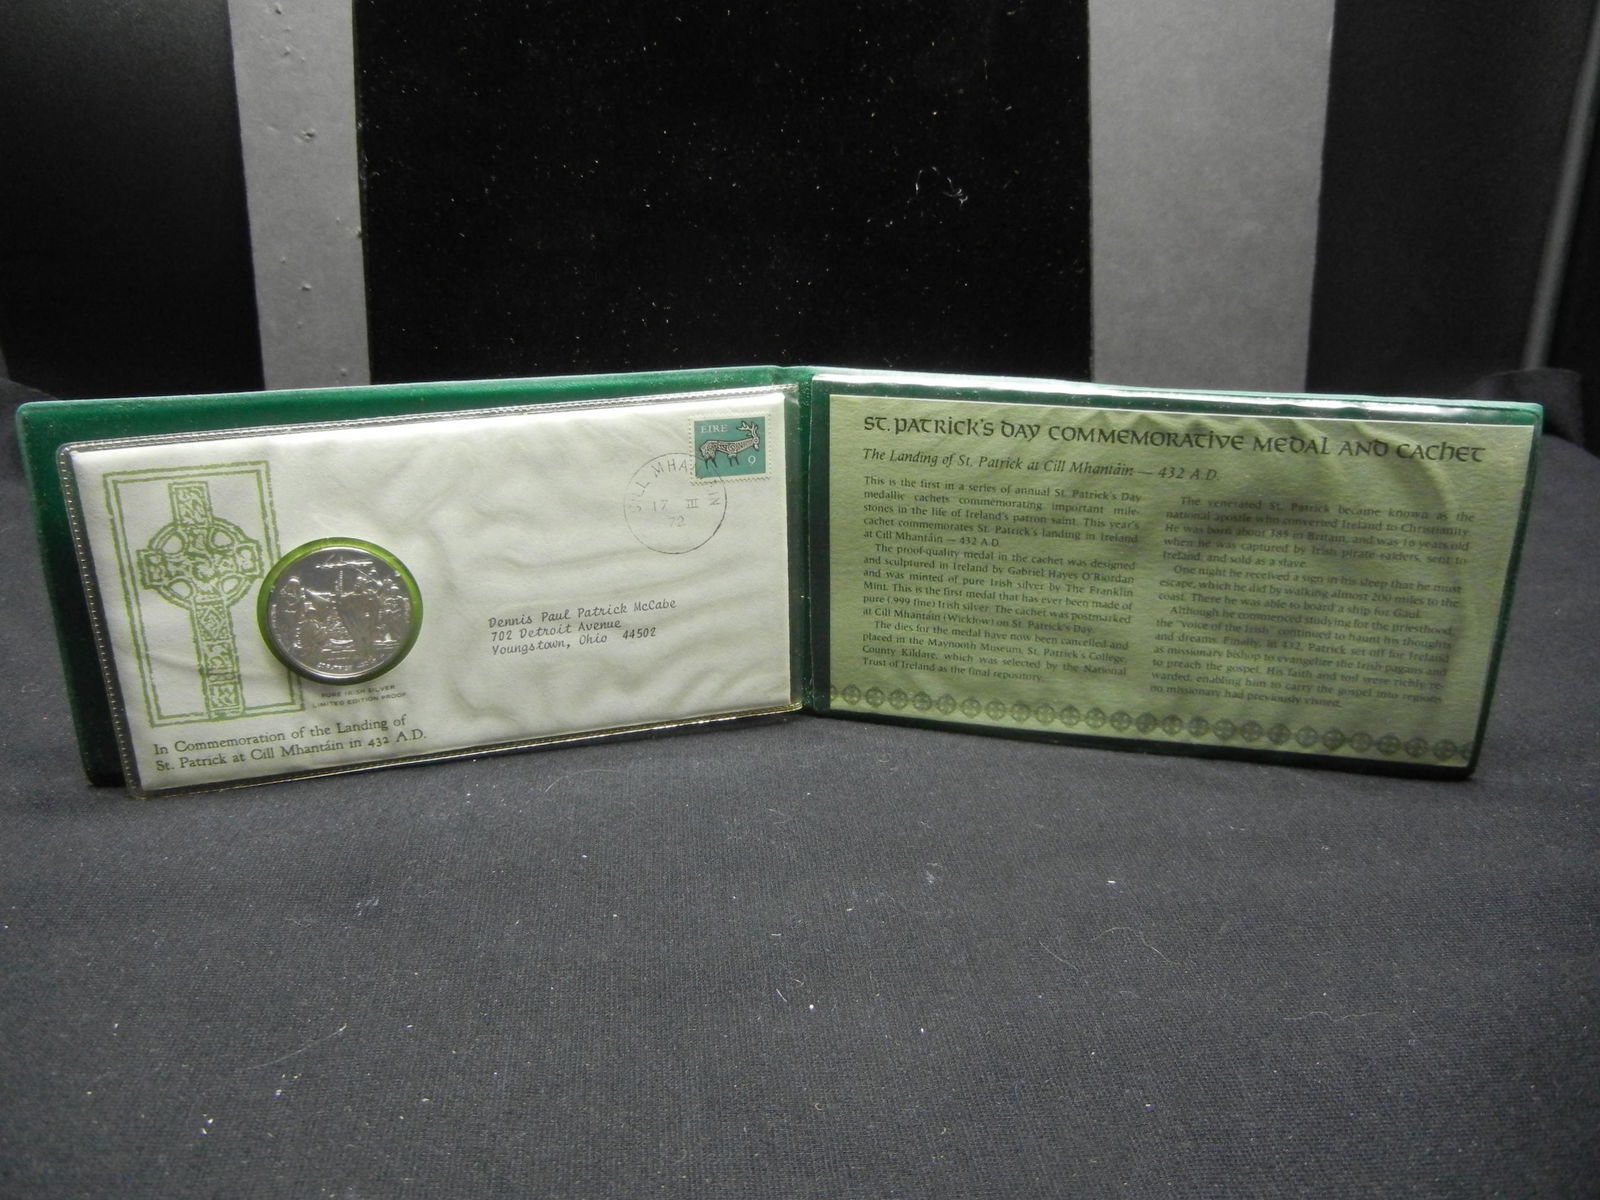 EIRE
9
CILL MHANTÁIN
17 III
72
Dennis Paul Patrick McCabe
702 Detroit Avenue
Youngstown, Ohio 44502
PURE IRISH SILVER
LIMITED EDITION PROOF
In Commemoration of the Landing of
St. Patrick at Cill Mhantáin in 432 A.D.
ST. PATRICK'S DAY COMMEMORATIVE MEDAL AND CACHET
The Landing of St. Patrick at Cill Mhantáin — 432 A.D.
This is the first in a series of annual St. Patrick's Day
medallic cachets commemorating important mile-
stones in the life of Ireland's patron saint. This year's
cachet commemorates St. Patrick's landing in Ireland
at Cill Mhantáin — 432 A.D.
The proof-quality medal in the cachet was designed
and sculptured in Ireland by Gabriel Hayes O'Riordan
and was minted of pure Irish silver by The Franklin
Mint. This is the first medal that has ever been made of
pure (.999 fine) Irish silver. The cachet was postmarked
at Cill Mhantáin (Wicklow) on St. Patrick's Day.
The dies for the medal have now been cancelled and
placed in the Maynooth Museum, St. Patrick's College,
County Kildare, which was selected by the National
Trust of Ireland as the final repository.
The venerated St. Patrick became known as the
national apostle who converted Ireland to Christianity.
He was born about 385 in Britain, and was 16 years old
when he was captured by Irish pirate raiders, sent to
Ireland, and sold as a slave.
One night he received a sign in his sleep that he must
escape, which he did by walking almost 200 miles to the
coast. There he was able to board a ship for Gaul.
Although he commenced studying for the priesthood,
the "voice of the Irish" continued to haunt his thoughts
and dreams. Finally, in 432, Patrick set off for Ireland
as missionary bishop to evangelize the Irish pagans and
to preach the gospel. His faith and toil were richly re-
warded, enabling him to carry the gospel into regions
no missionary had previously visited.